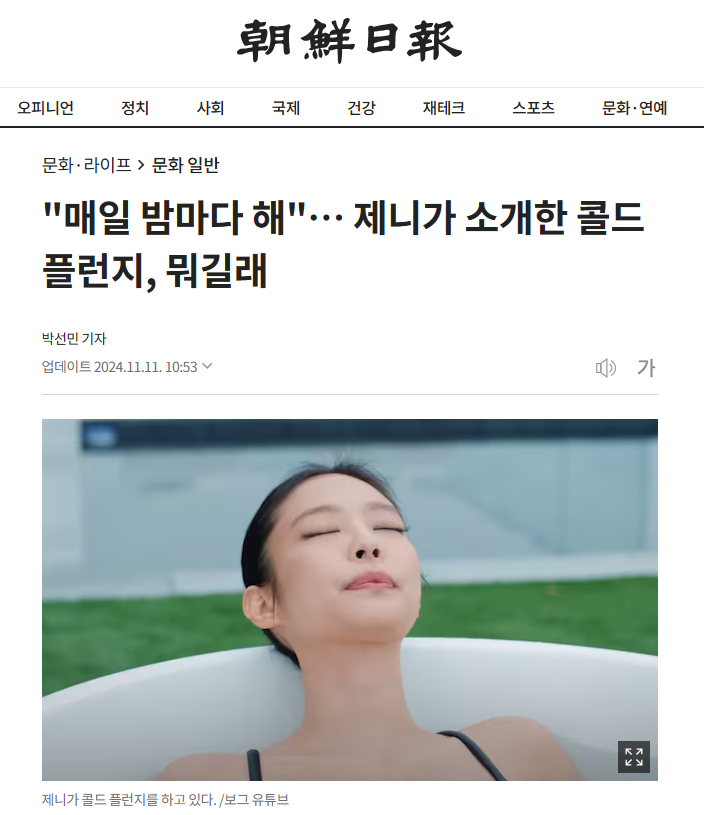 朝鮮日報
오피니언 정치 사회 국제 건강 재테크 스포츠 문화·연예
문화·라이프 > 문화 일반
"매일 밤마다 해"… 제니가 소개한 콜드
플런지, 뭐길래
박선민 기자
업데이트 2024.11.11. 10:53
가
제니가 콜드 플런지를 하고 있다. /보그 유튜브